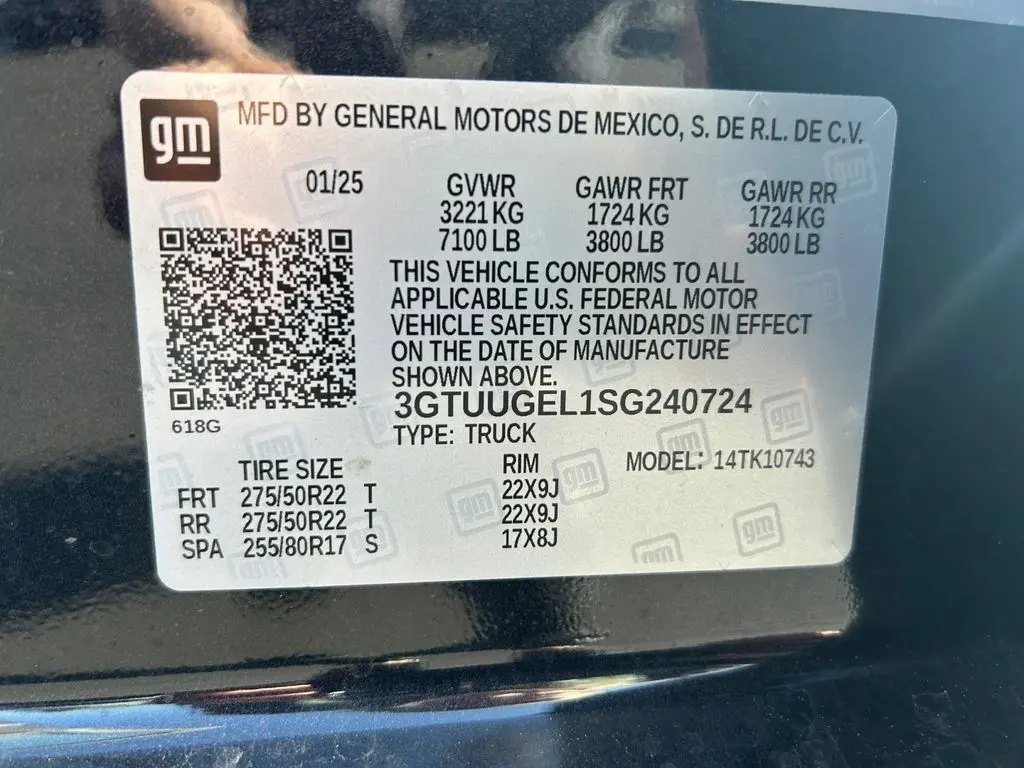 gm MFD BY GENERAL MOTORS DE MEXICO, S. DE R.L. DE C.V.
01/25 GVWR GAWR FRT GAWR RR
3221 KG 1724 KG 1724 KG
7100 LB 3800 LB 3800 LB
THIS VEHICLE CONFORMS TO ALL
APPLICABLE U.S. FEDERAL MOTOR
VEHICLE SAFETY STANDARDS IN EFFECT
ON THE DATE OF MANUFACTURE
SHOWN ABOVE.
3GTUUGEL1SG240724
618G
TYPE: TRUCK
TIRE SIZE RIM MODEL: 14TK10743
FRT 275/50R22 T 22X9J
RR 275/50R22 T 22X9J
SPA 255/80R17 S 17X8J